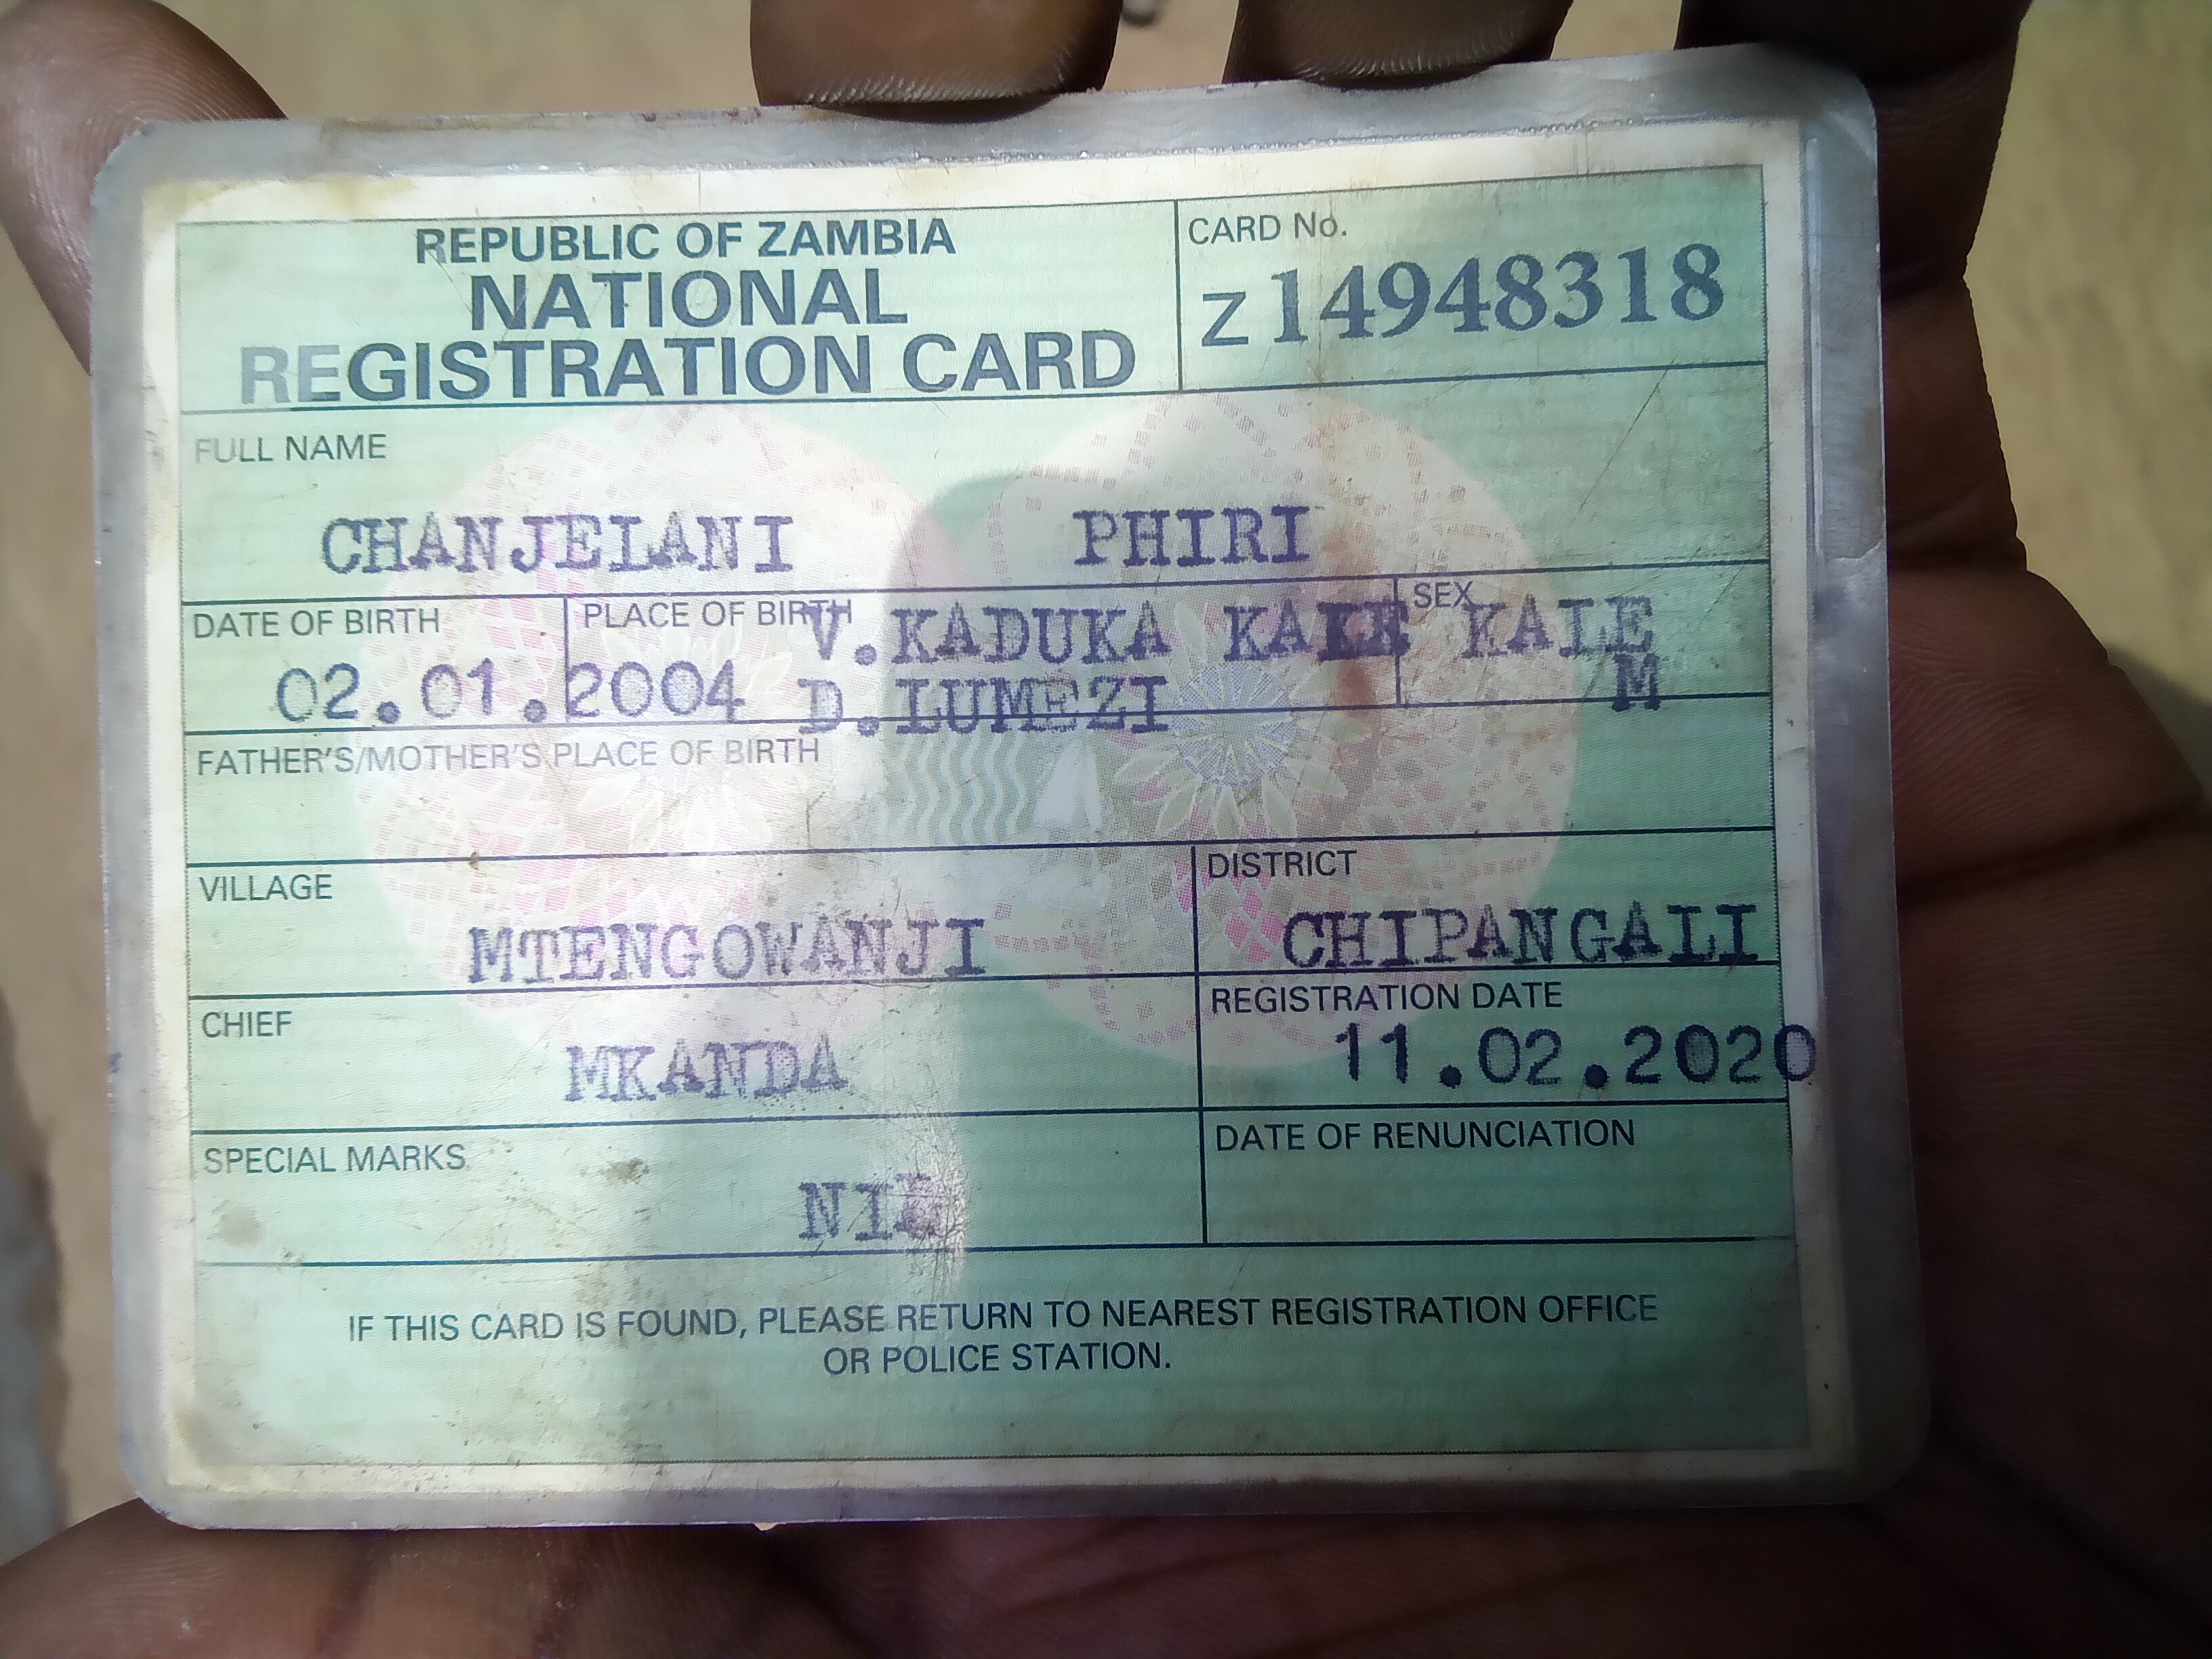 REPUBLIC OF ZAMBIA
NATIONAL
REGISTRATION CARD
CARD No.
Z 14948318
FULL NAME
CHANJELANI PHIRI
DATE OF BIRTH
02.01.2004
PLACE OF BIRTH
V.KADUKA KALE
D.LUMEZI
SEX
M
FATHER'S/MOTHER'S PLACE OF BIRTH
VILLAGE
MTENGOWANJI
DISTRICT
CHIPANGALI
CHIEF
MKANDA
REGISTRATION DATE
11.02.2020
SPECIAL MARKS
NIL
DATE OF RENUNCIATION
IF THIS CARD IS FOUND, PLEASE RETURN TO NEAREST REGISTRATION OFFICE
OR POLICE STATION.